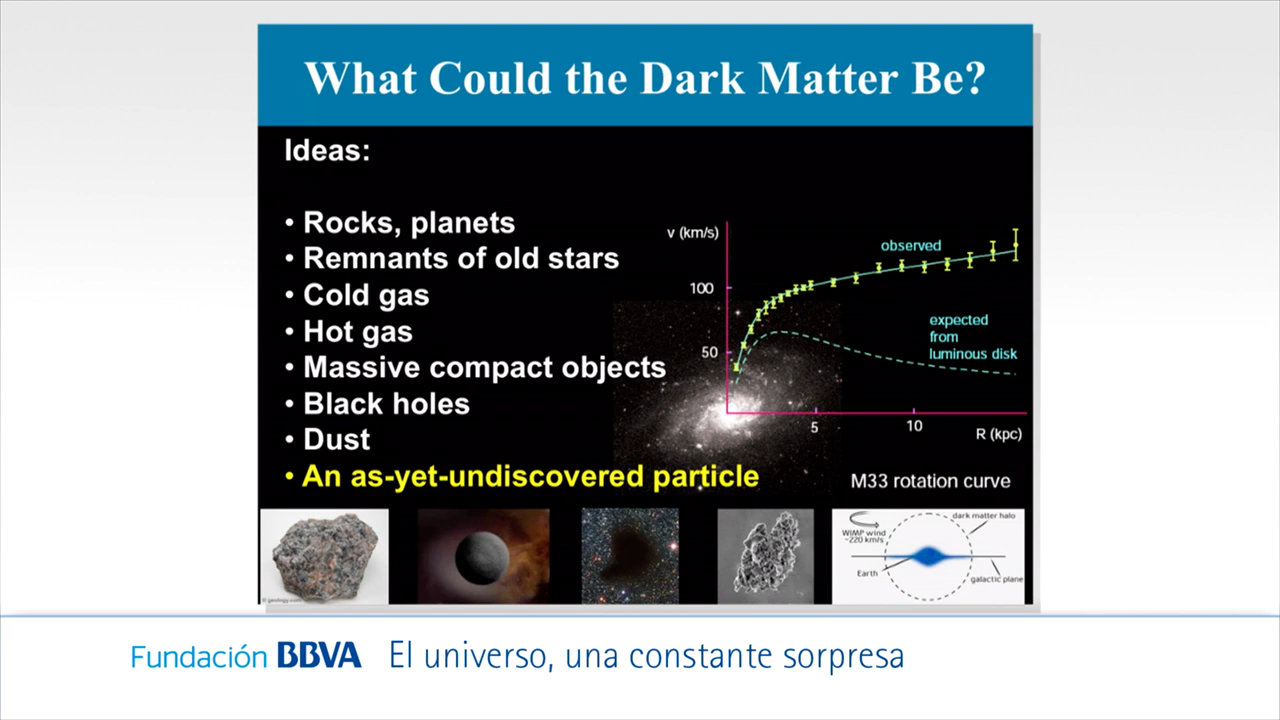 What Could the Dark Matter Be?
Ideas:
• Rocks, planets
• Remnants of old stars
• Cold gas
• Hot gas
• Massive compact objects
• Black holes
• Dust
• An as-yet-undiscovered particle
v (km/s)
observed
100
expected
from
luminous disk
50
5
10
R (kpc)
M33 rotation curve
dark matter halo
WIMP wind
~220 km/s
Earth
galactic plane
Fundación BBVA El universo, una constante sorpresa